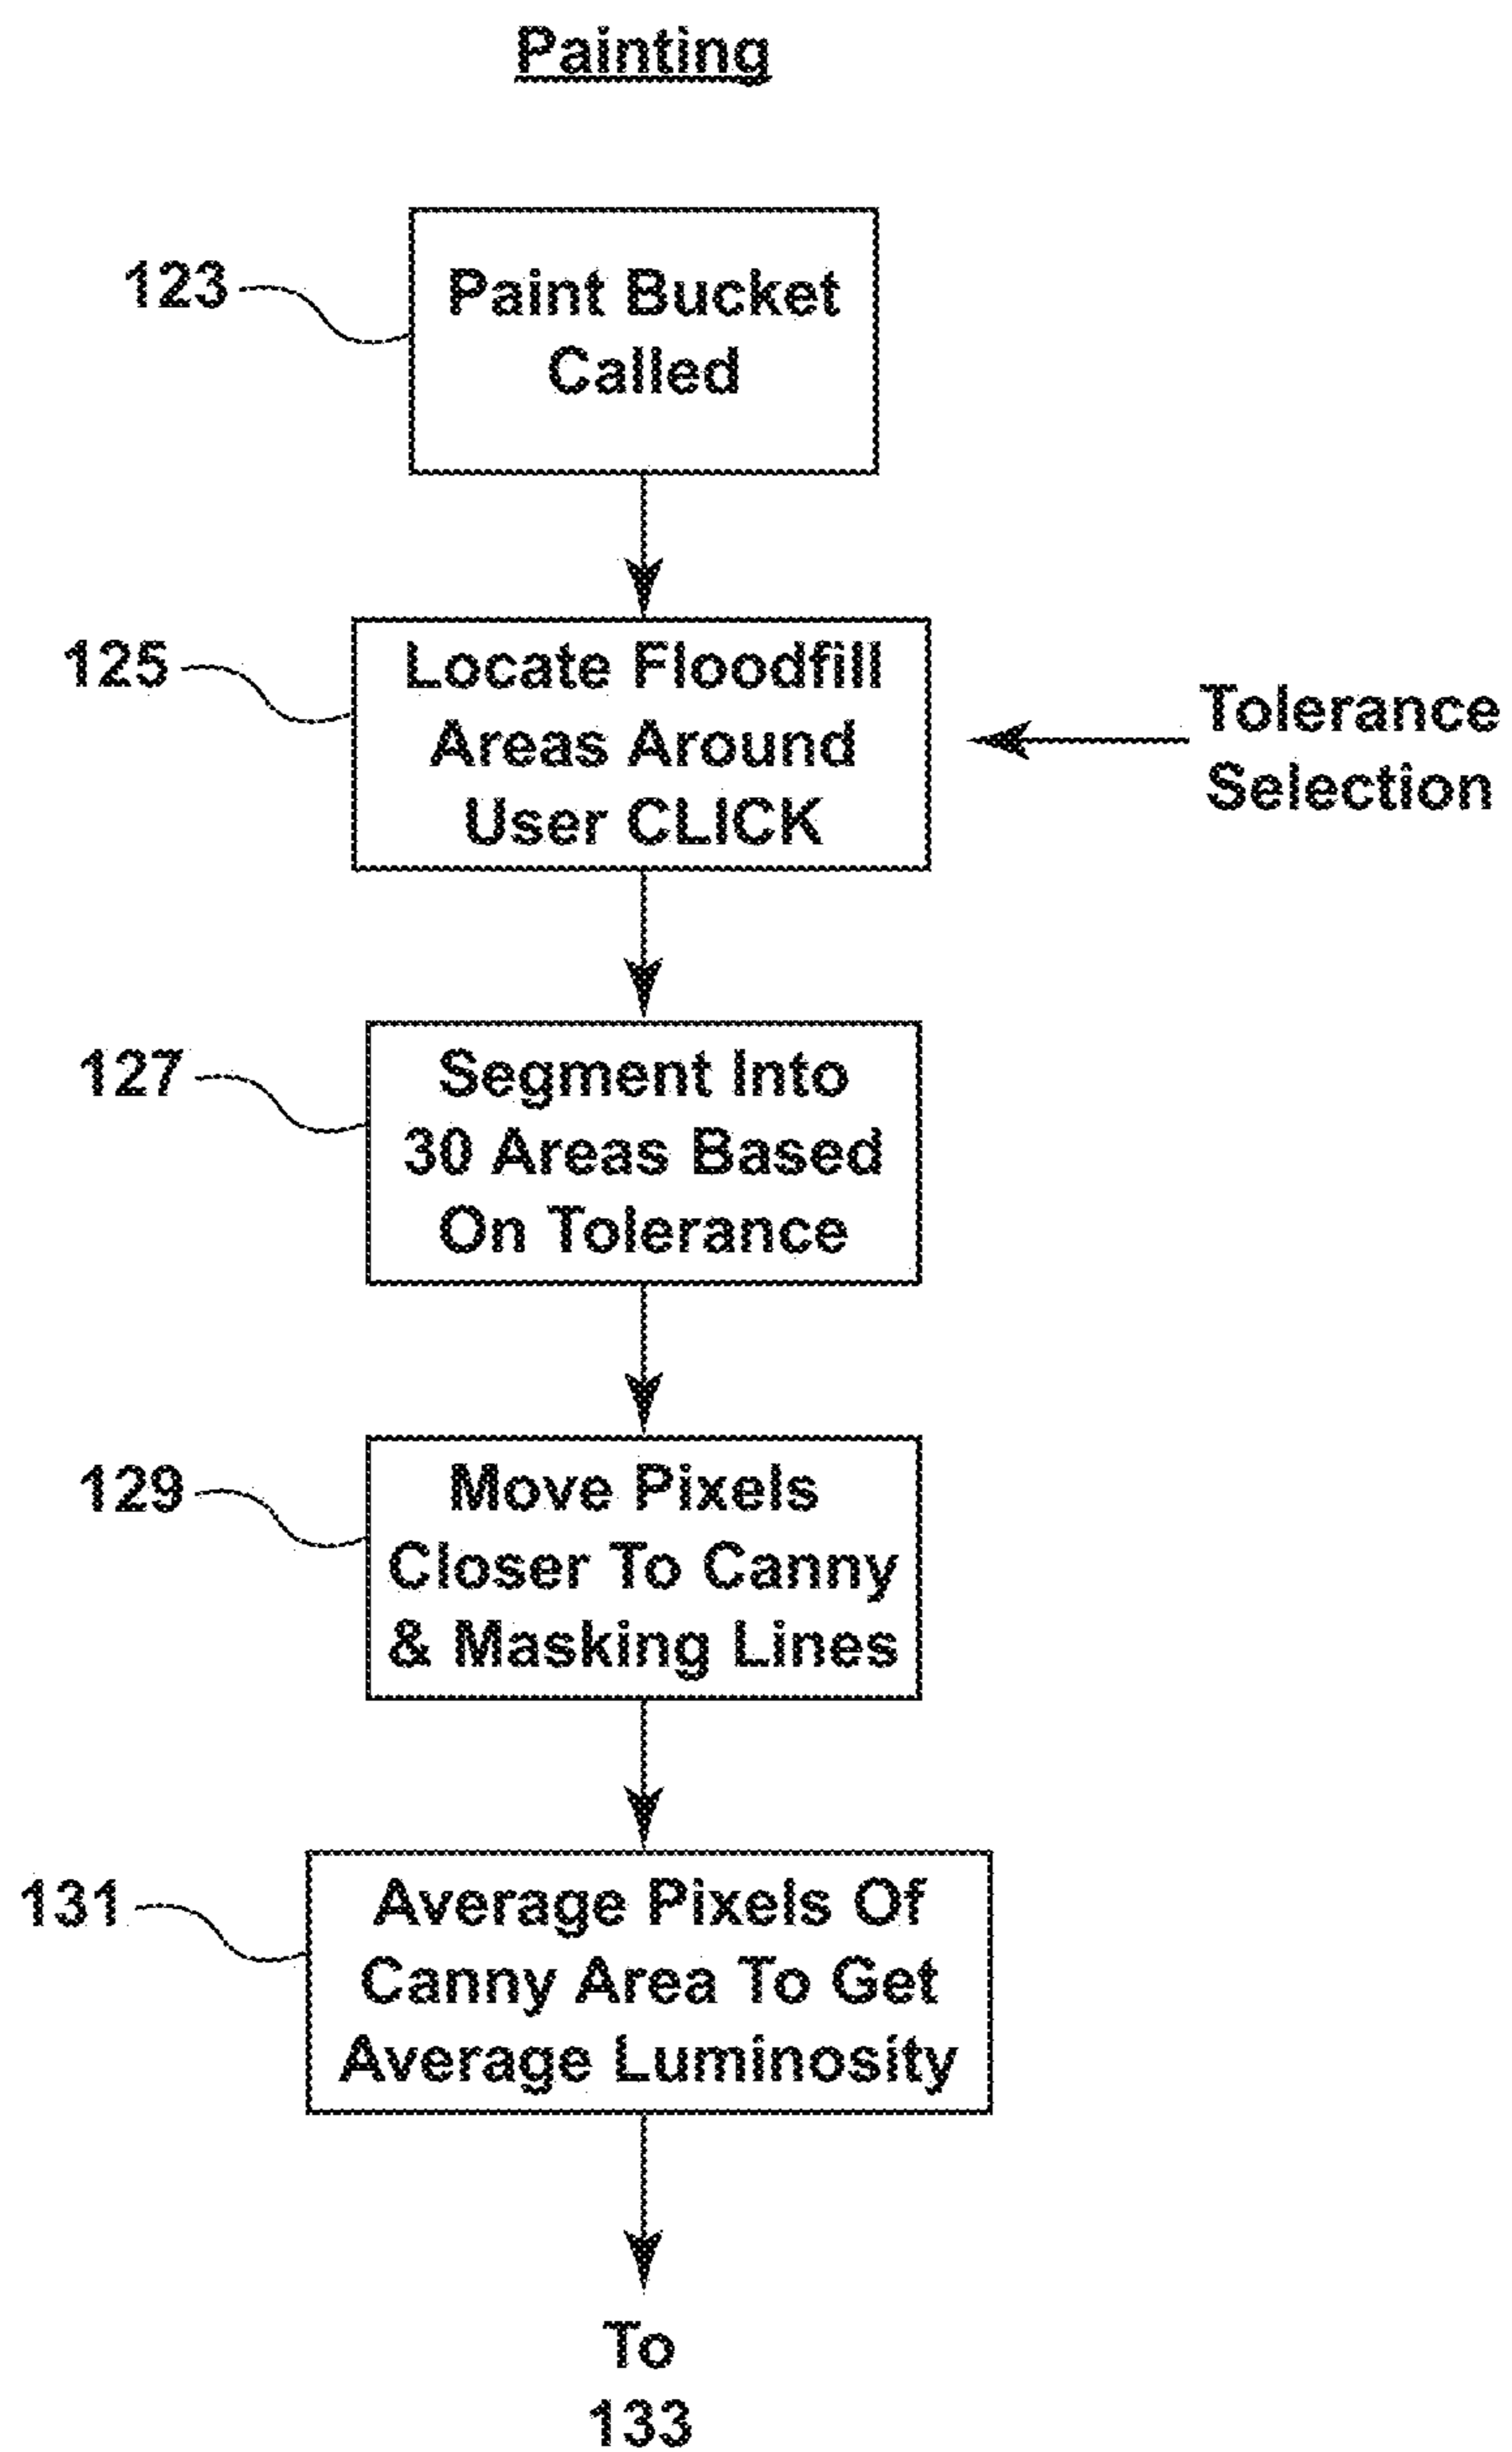 Painting
123
Paint Bucket
Called
125
Locate Floodfill
Areas Around
User CLICK
Tolerance
Selection
127
Segment Into
30 Areas Based
On Tolerance
129
Move Pixels
Closer To Canny
& Masking Lines
131
Average Pixels Of
Canny Area To Get
Average Luminosity
To
133